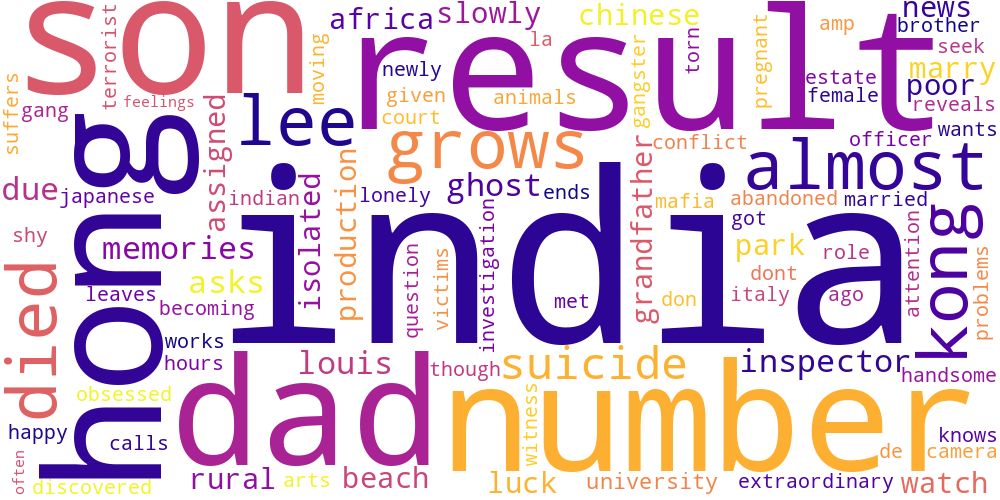 son
result
india
hong
kong
dad
number
lee
grows
almost
died
terrorist
feelings
africa
slowly
la
chinese
amp
news
brother
seek
marry
torn
pregnant
gangster
moving
newly
given
court
animals
estate
female
poor
reveals
suffers
gang
assigned
due
japanese
indian
isolated
production
lonely
ghost
ends
conflict
officer
wants
mafia
abandoned
married
got
grandfather
shy
memories
asks
leaves
becoming
question
victims
investigation
met
don
park
dont
role
italy
ago
attention
problems
works
hours
louis
though
suicide
inspector
handsome
obsessed
happy
calls
often
discovered
rural
arts
beach
witness
luck
university
extraordinary
de
knows
camera
watch